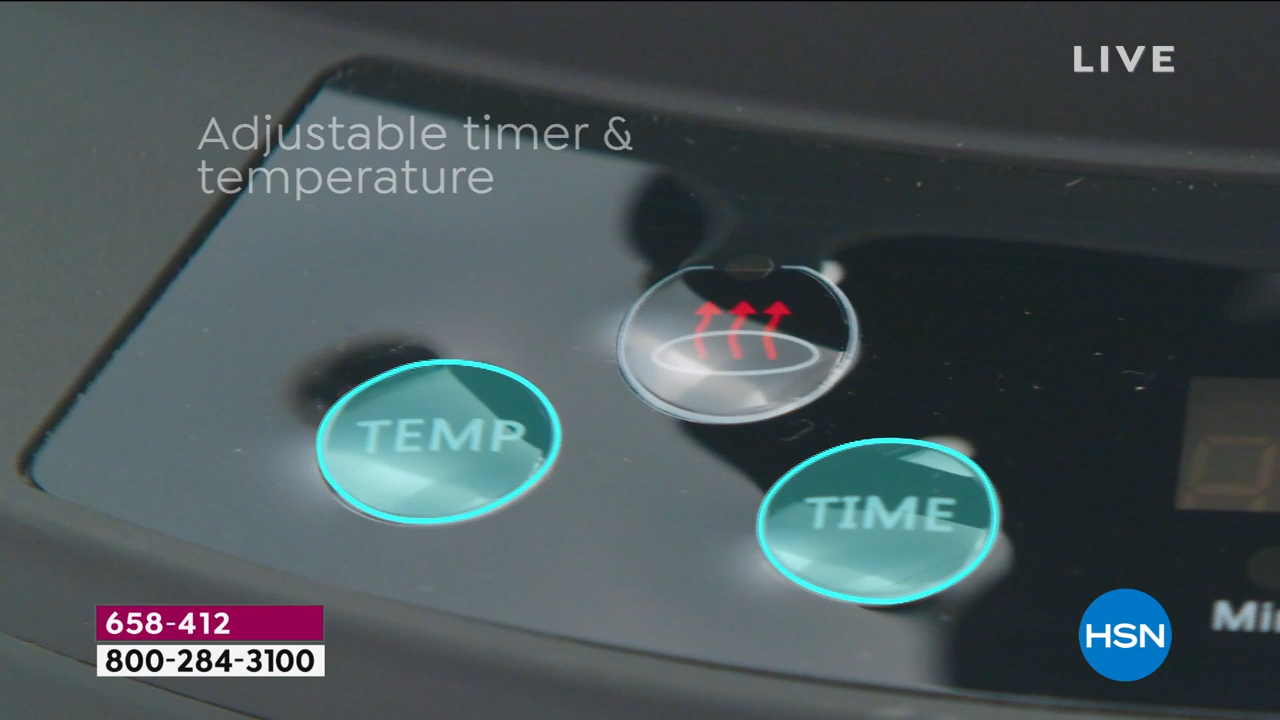 LIVE
Adjustable timer &
temperature
TEMP
TIME
658-412
800-284-3100
HSN